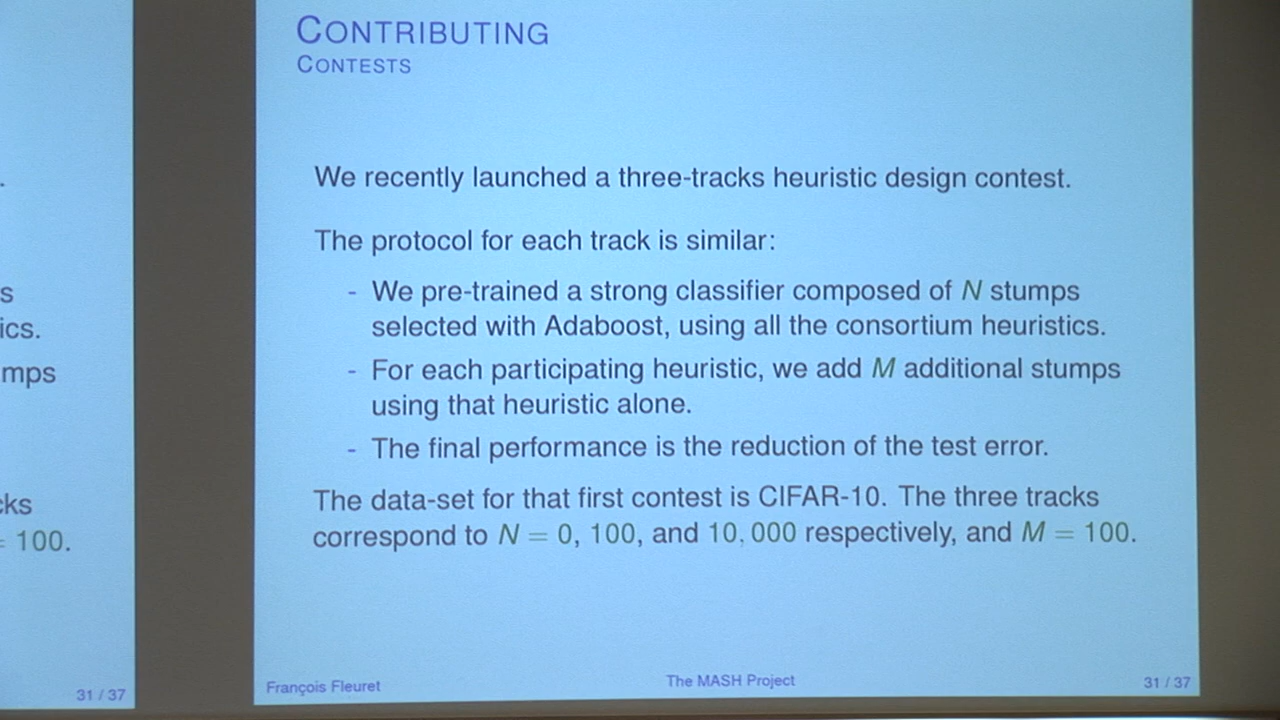 CONTRIBUTING
CONTESTS
We recently launched a three-tracks heuristic design contest.
The protocol for each track is similar:
- We pre-trained a strong classifier composed of N stumps
selected with Adaboost, using all the consortium heuristics.
- For each participating heuristic, we add M additional stumps
using that heuristic alone.
- The final performance is the reduction of the test error.
The data-set for that first contest is CIFAR-10. The three tracks
correspond to N = 0, 100, and 10,000 respectively, and M = 100.
François Fleuret
The MASH Project
31 / 37
ics.
mps
= 100.
31 / 37